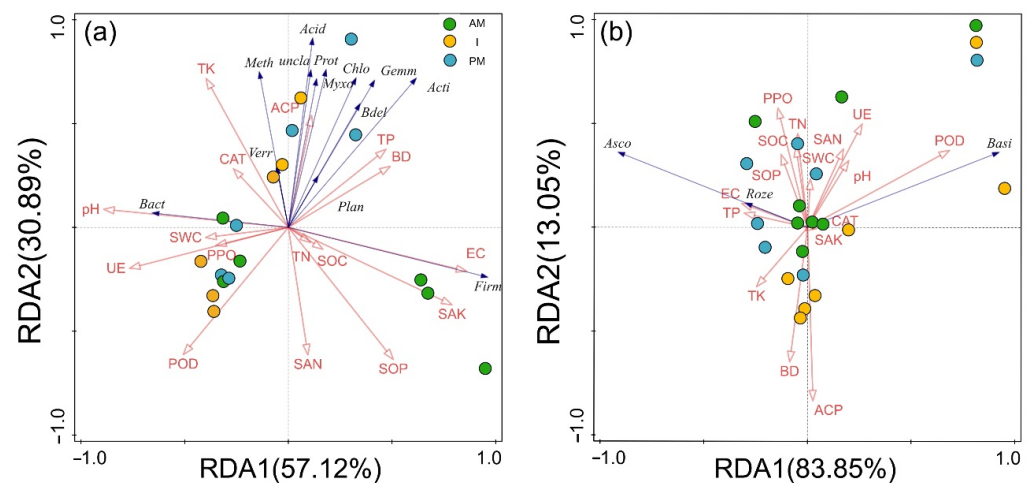 (a)
AM
I
PM
1.0
Acid
Meth uncla Prot
Chlo
Gemm
Myxo
Acti
TK
ACP
Bdel
TP
BD
Verr
CAT
Plan
pH
Bact
SWC
PPO
UE
TN
SOC
EC
Firm
SAK
POD
SAN
SOP
−1.0
−1.0
1.0
RDA1(57.12%)
RDA2(30.89%)
(b)
AM
I
PM
1.0
PPO
TN
UE
SOC
SAN
POD
Asco
Basi
SWC
SOP
pH
EC
Roze
TP
CAT
SAK
TK
BD
ACP
−1.0
−1.0
1.0
RDA1(83.85%)
RDA2(13.05%)